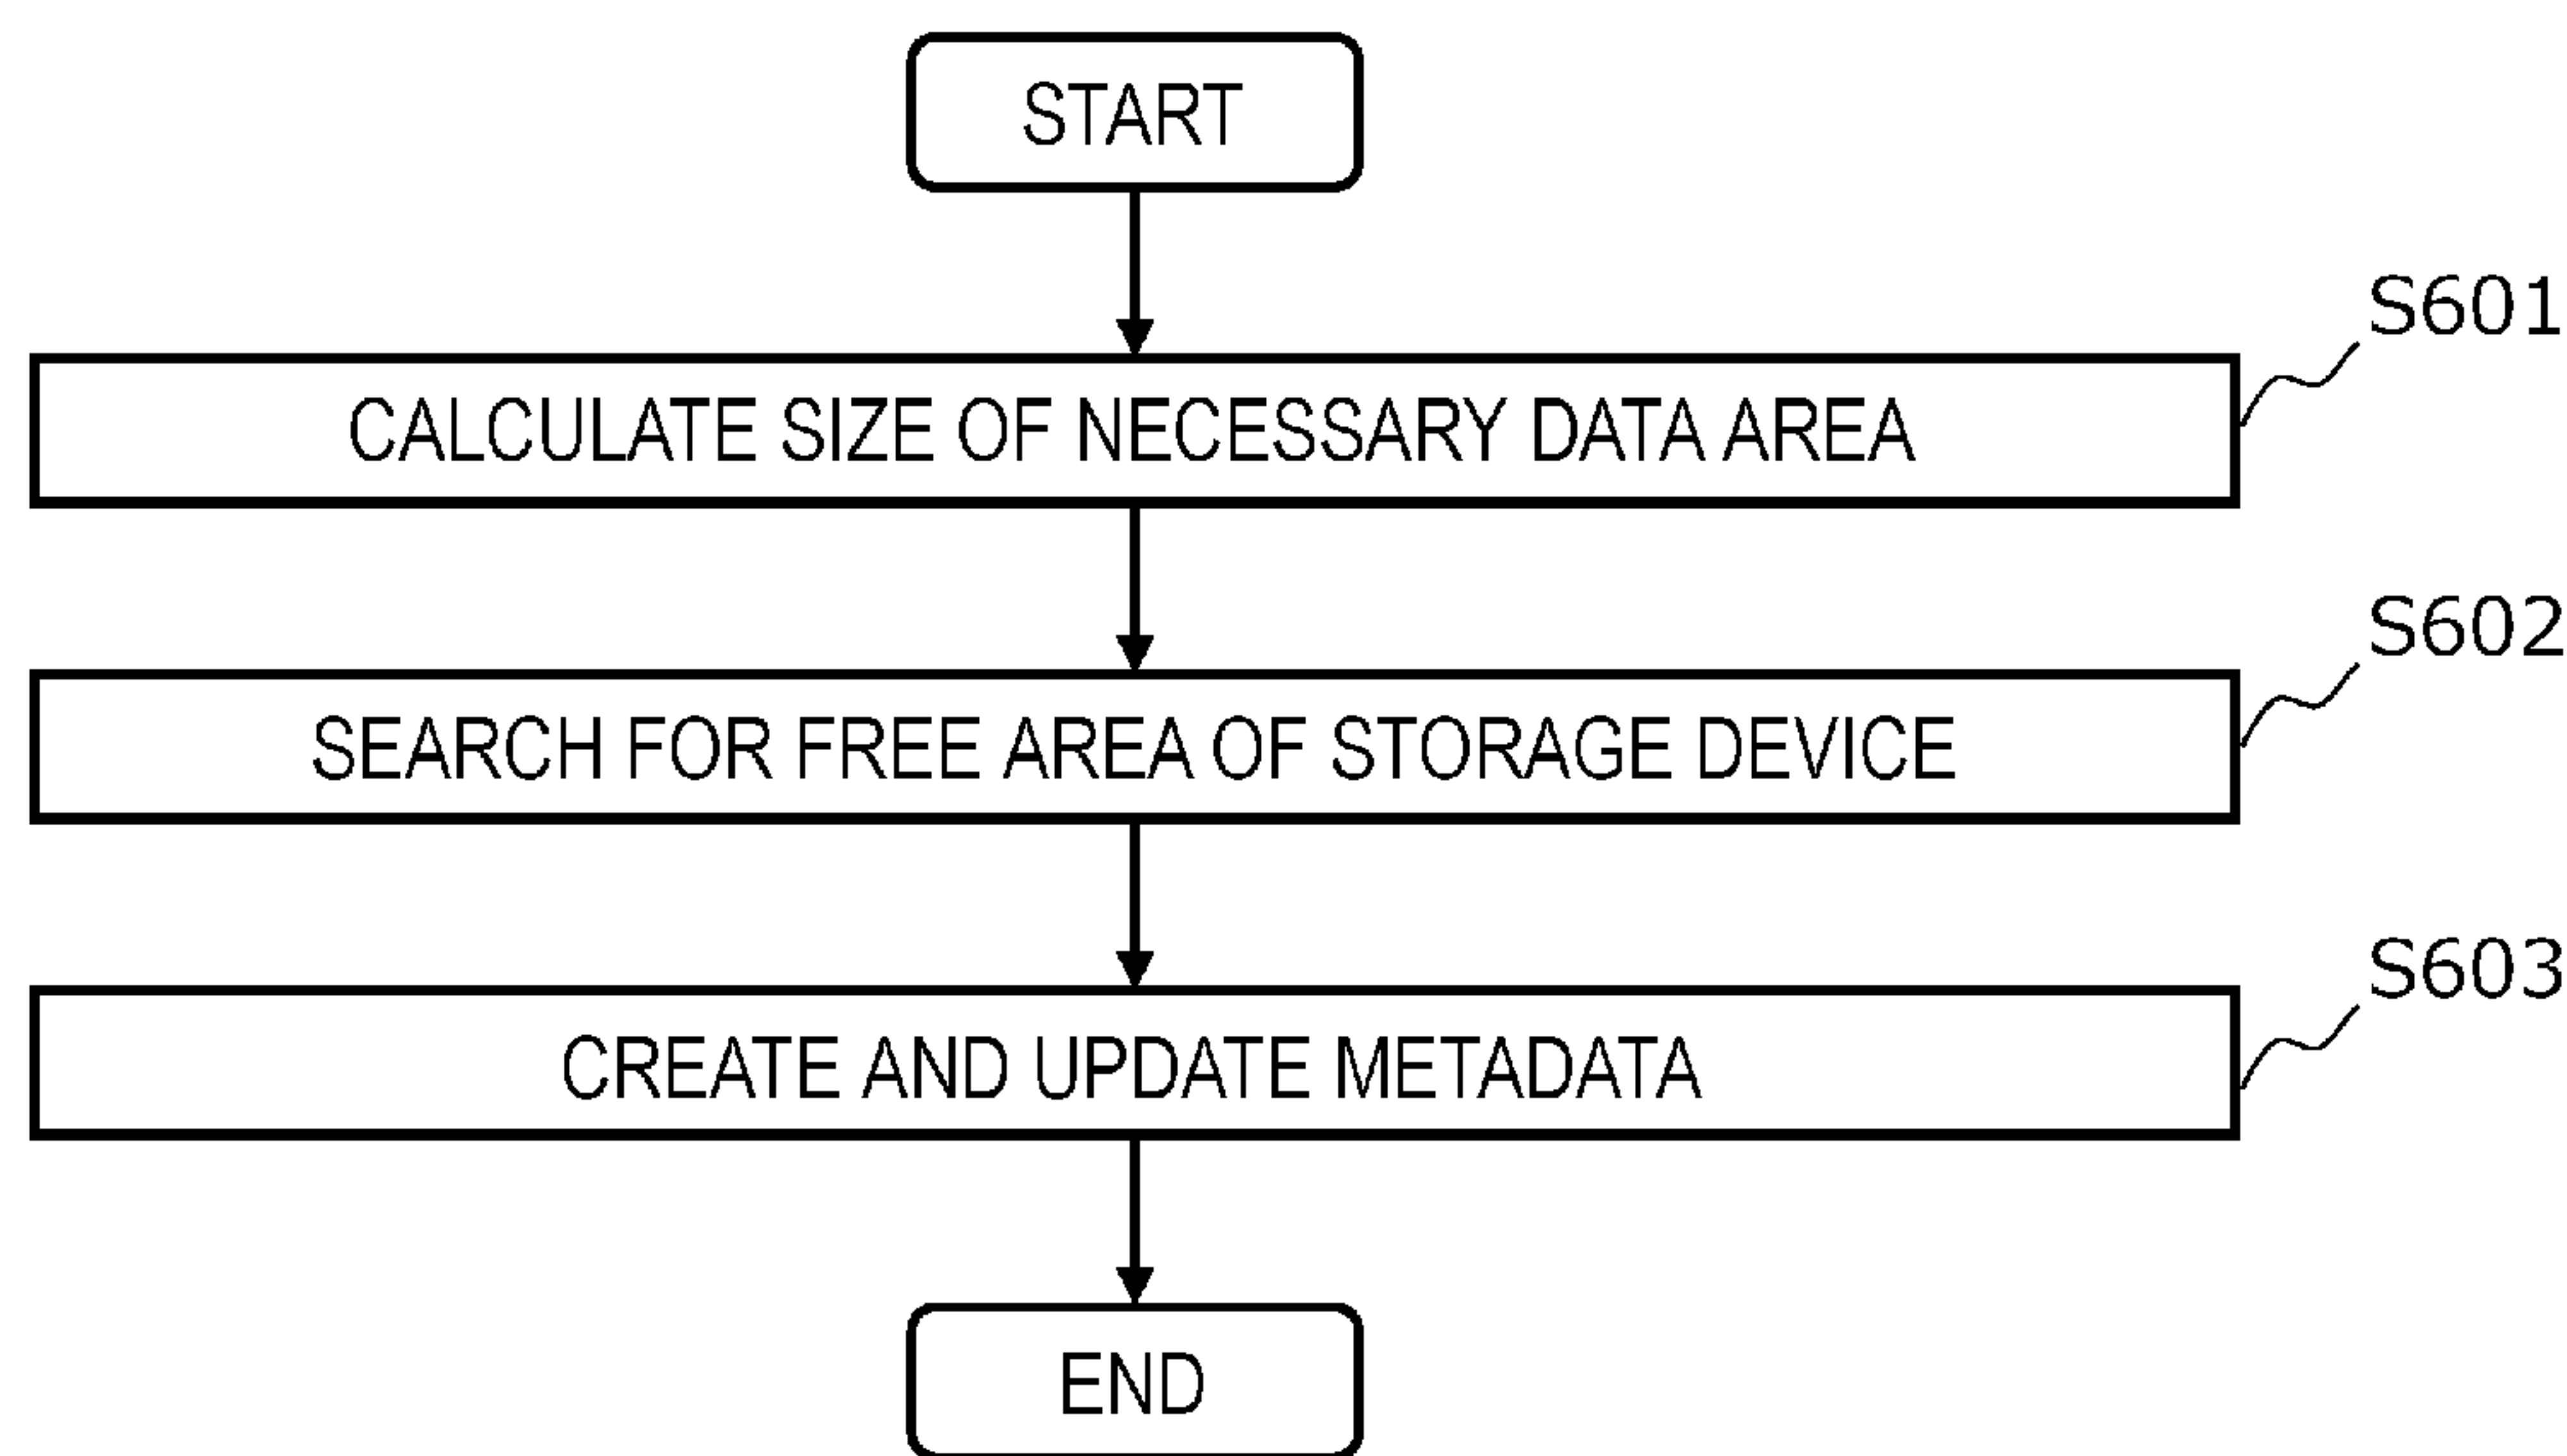 START
S601
CALCULATE SIZE OF NECESSARY DATA AREA
S602
SEARCH FOR FREE AREA OF STORAGE DEVICE
S603
CREATE AND UPDATE METADATA
END